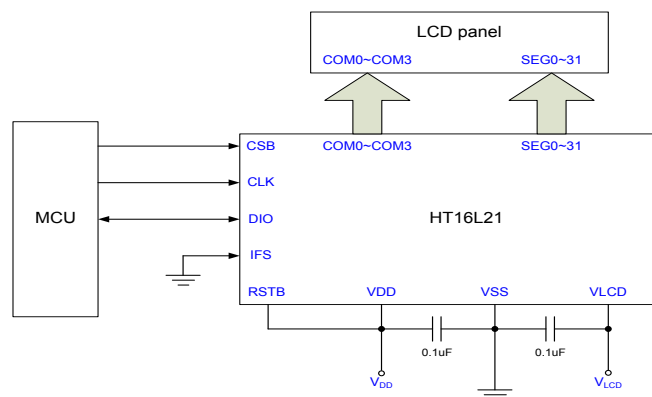 LCD panel
COM0~COM3 SEG0~31
CSB COM0~COM3 SEG0~31
CLK
MCU DIO HT16L21
IFS
RSTB VDD VSS VLCD
0.1uF 0.1uF
VDD VLCD